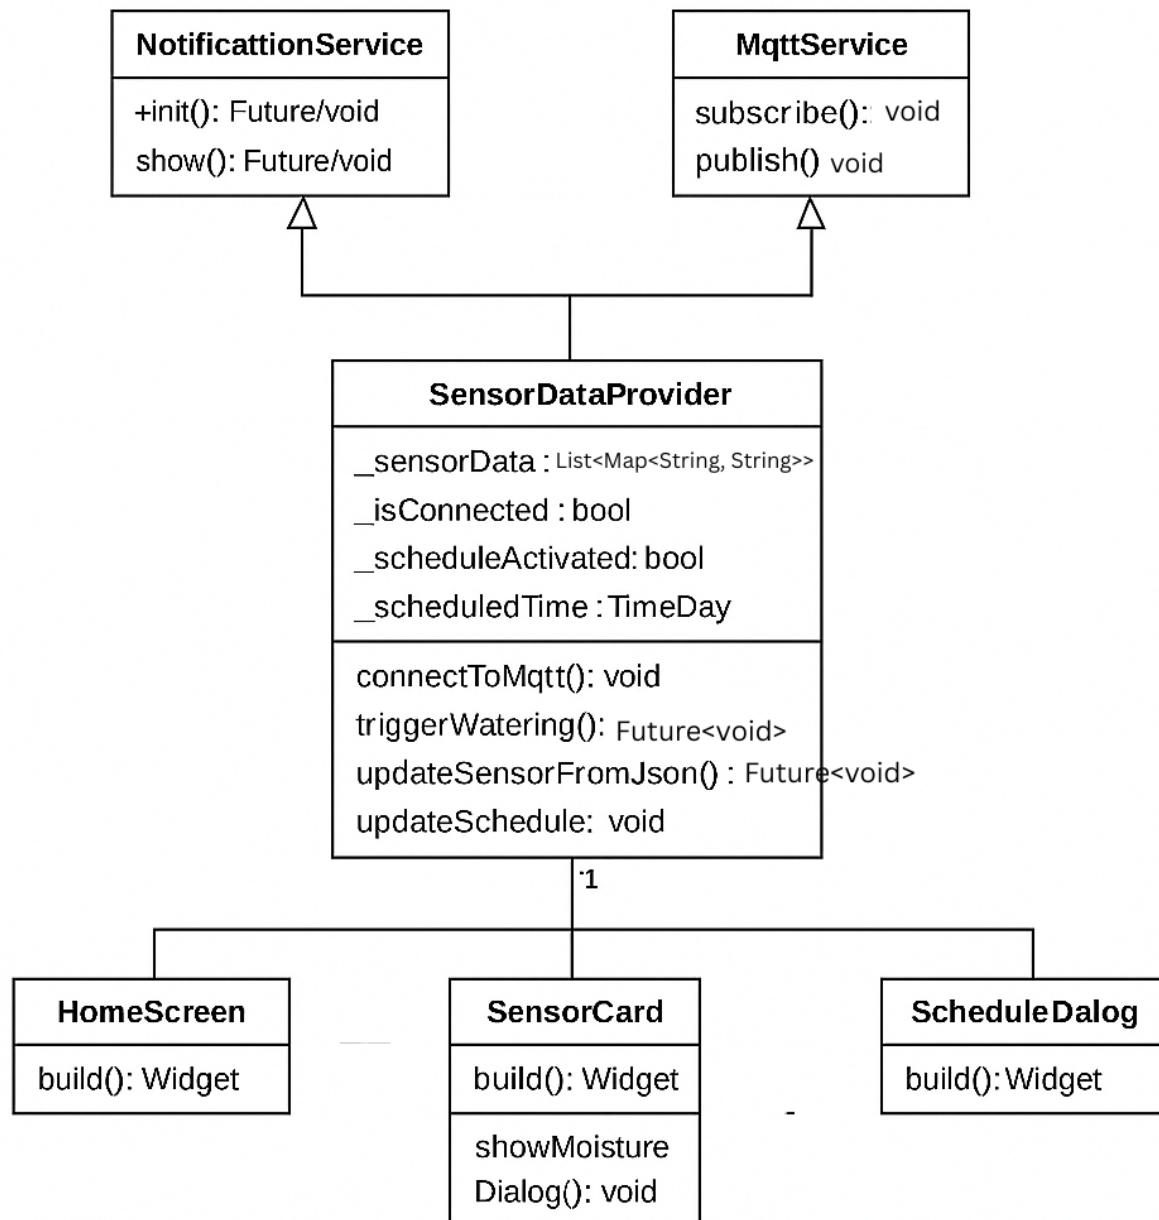 NotificattionService
+init(): Future/void
show(): Future/void
MqttService
subscribe():: void
publish() void
SensorDataProvider
_sensorData : List<Map<String, String>>
_isConnected : bool
_scheduleActivated: bool
_scheduledTime : TimeDay
connectToMqtt(): void
triggerWatering(): Future<void>
updateSensorFromJson() : Future<void>
updateSchedule: void
1
HomeScreen
build(): Widget
SensorCard
build(): Widget
showMoisture
Dialog(): void
ScheduleDalog
build(): Widget